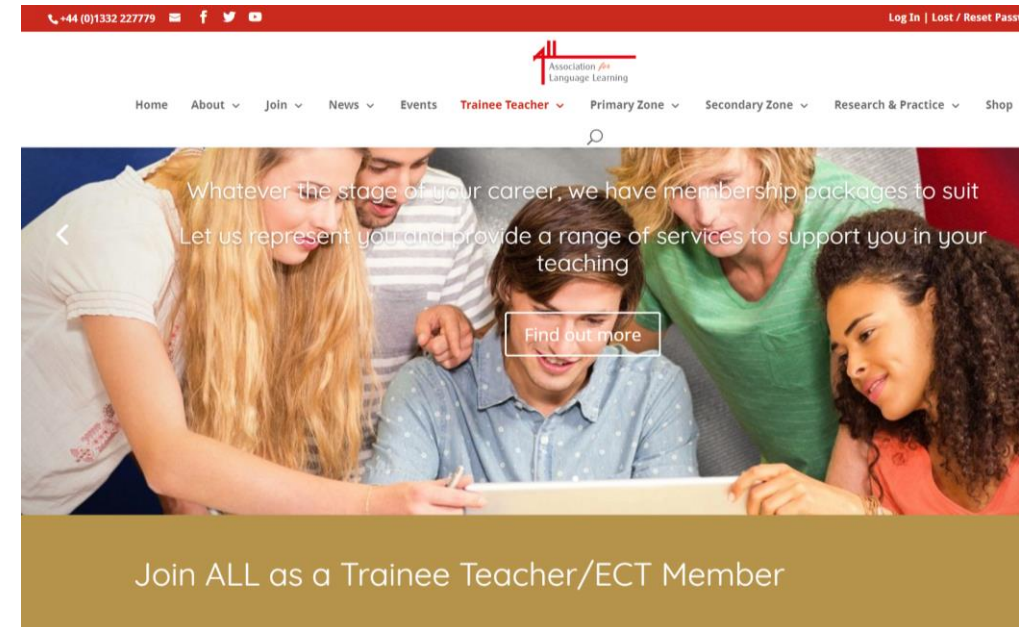 +44 (0)1332 227779
Log In | Lost / Reset
Association for
Language Learning
Home About Join News Events Trainee Teacher Primary Zone Secondary Zone Research & Practice Shop
Whatever the stage of your career, we have membership packages to suit
Let us represent you and provide a range of services to support you in your
teaching
Find out more
Join ALL as a Trainee Teacher/ECT Member